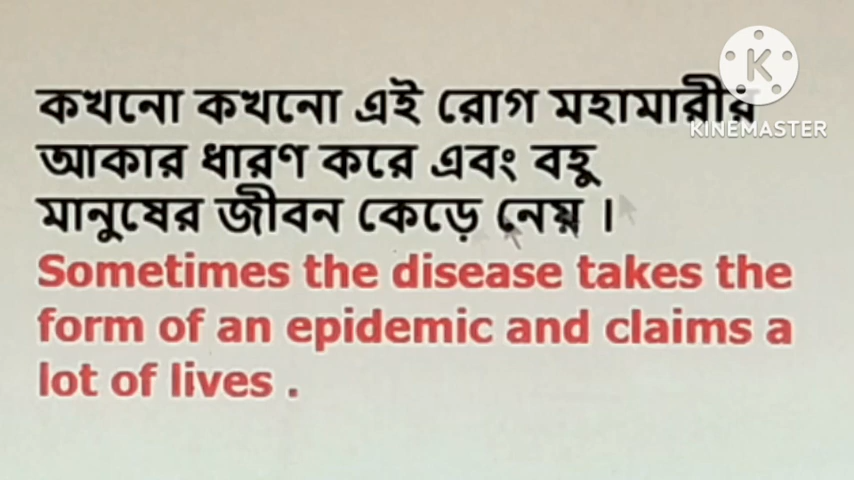 কখনো কখনো এই রোগ মহামারীর
আকার ধারণ করে এবং বহু
মানুষের জীবন কেড়ে নেয় ।
Sometimes the disease takes the
form of an epidemic and claims a
lot of lives .
K
KINEMASTER